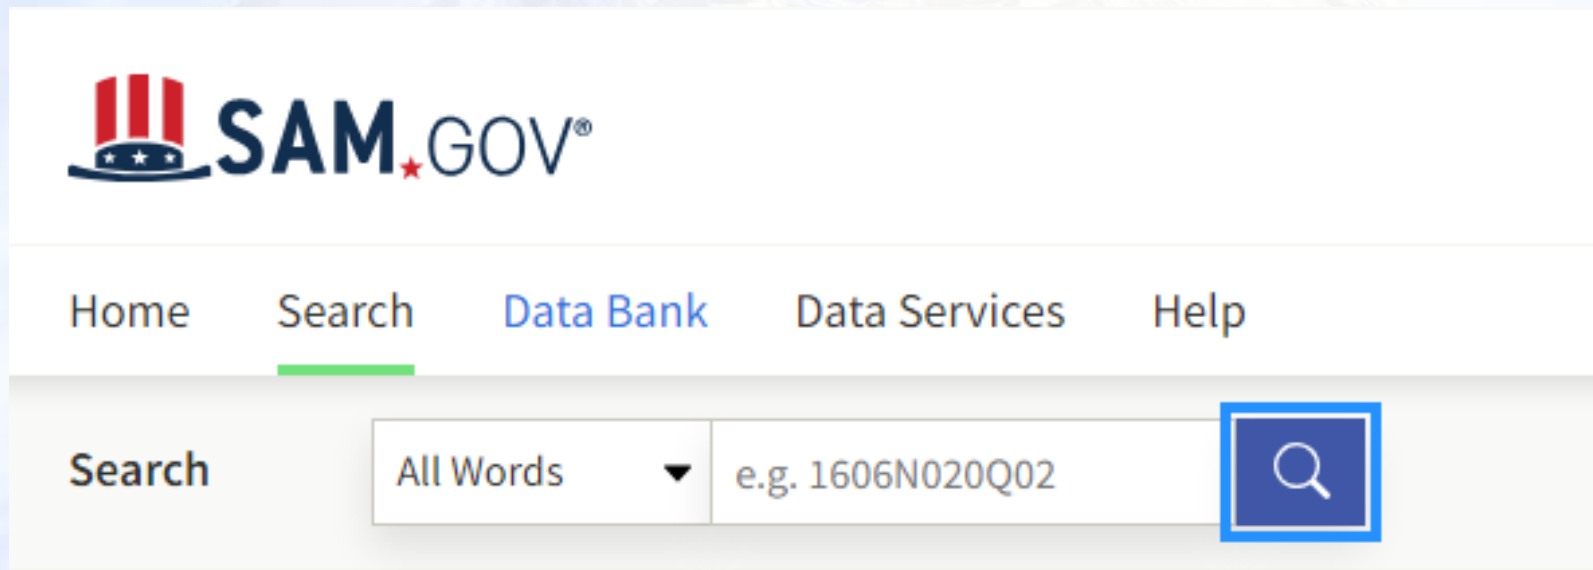 SAM.GOV®
Home Search Data Bank Data Services Help
Search All Words e.g. 1606N020Q02